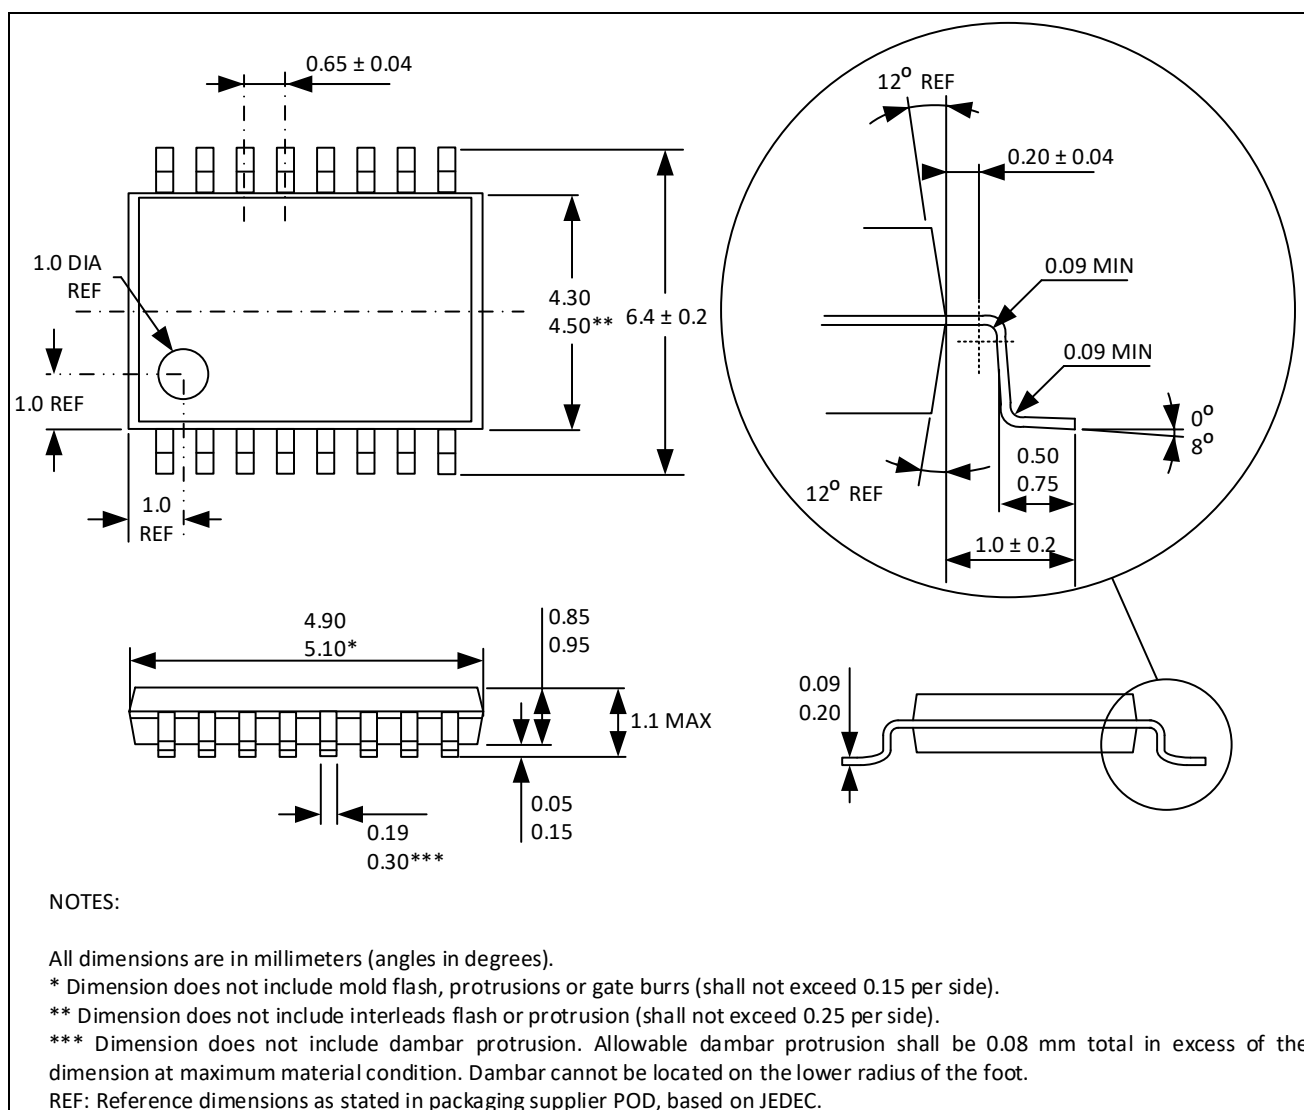 0.65 ± 0.04
1.0 DIA
REF
4.30
4.50**
6.4 ± 0.2
1.0 REF
1.0
REF
12° REF
0.20 ± 0.04
0.09 MIN
0.09 MIN
0°
8°
0.50
0.75
12° REF
1.0 ± 0.2
4.90
5.10*
0.85
0.95
1.1 MAX
0.05
0.15
0.19
0.30***
0.09
0.20
NOTES:
All dimensions are in millimeters (angles in degrees).
* Dimension does not include mold flash, protrusions or gate burrs (shall not exceed 0.15 per side).
** Dimension does not include interleads flash or protrusion (shall not exceed 0.25 per side).
*** Dimension does not include dambar protrusion. Allowable dambar protrusion shall be 0.08 mm total in excess of the
dimension at maximum material condition. Dambar cannot be located on the lower radius of the foot.
REF: Reference dimensions as stated in packaging supplier POD, based on JEDEC.